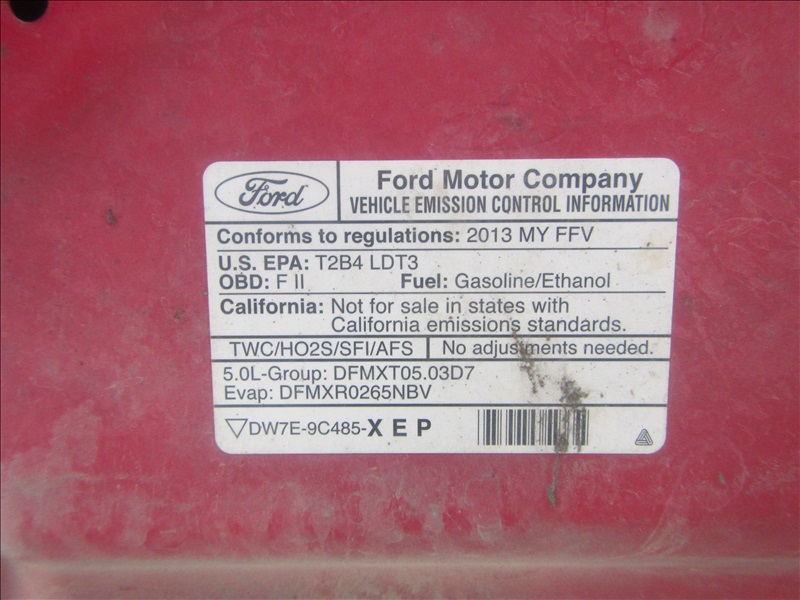 Ford
Ford Motor Company
VEHICLE EMISSION CONTROL INFORMATION
Conforms to regulations: 2013 MY FFV
U.S. EPA: T2B4 LDT3
OBD: F II Fuel: Gasoline/Ethanol
California: Not for sale in states with
California emissions standards.
TWC/HO2S/SFI/AFS No adjustments needed.
5.0L-Group: DFMXT05.03D7
Evap: DFMXR0265NBV
▽DW7E-9C485-XEP